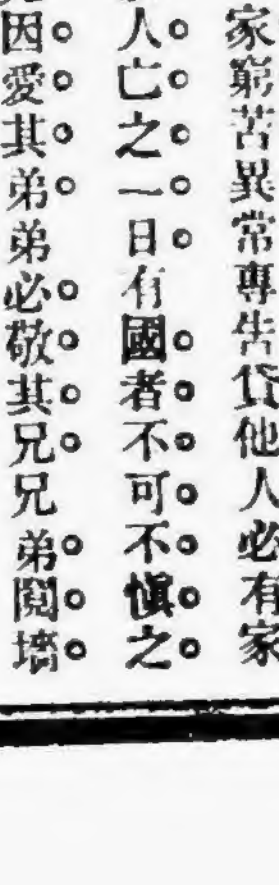 家窮苦異常專告貸他人必有家
人亡之一日有國者不可不愼之
因愛其弟弟必敬其兄兄弟鬩墻